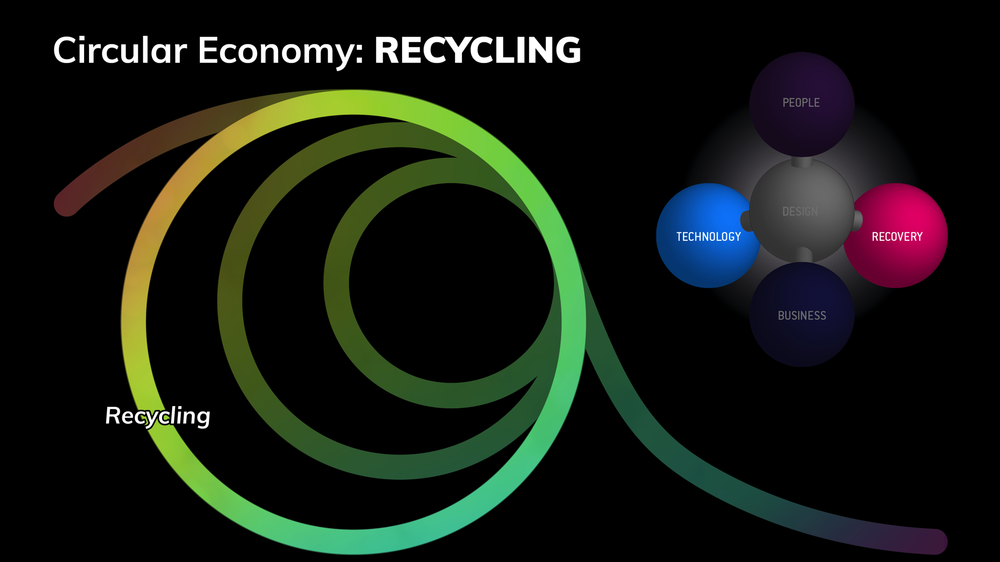 Circular Economy: RECYCLING
PEOPLE
DESIGN
TECHNOLOGY
RECOVERY
BUSINESS
Recycling